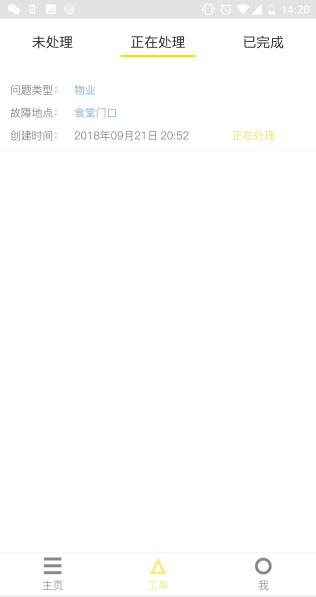 14:20
未处理 正在处理 已完成
问题类型： 物业
故障地点： 食堂门口
创建时间： 2018年09月21日 20:52 正在处理
主页 工单 我